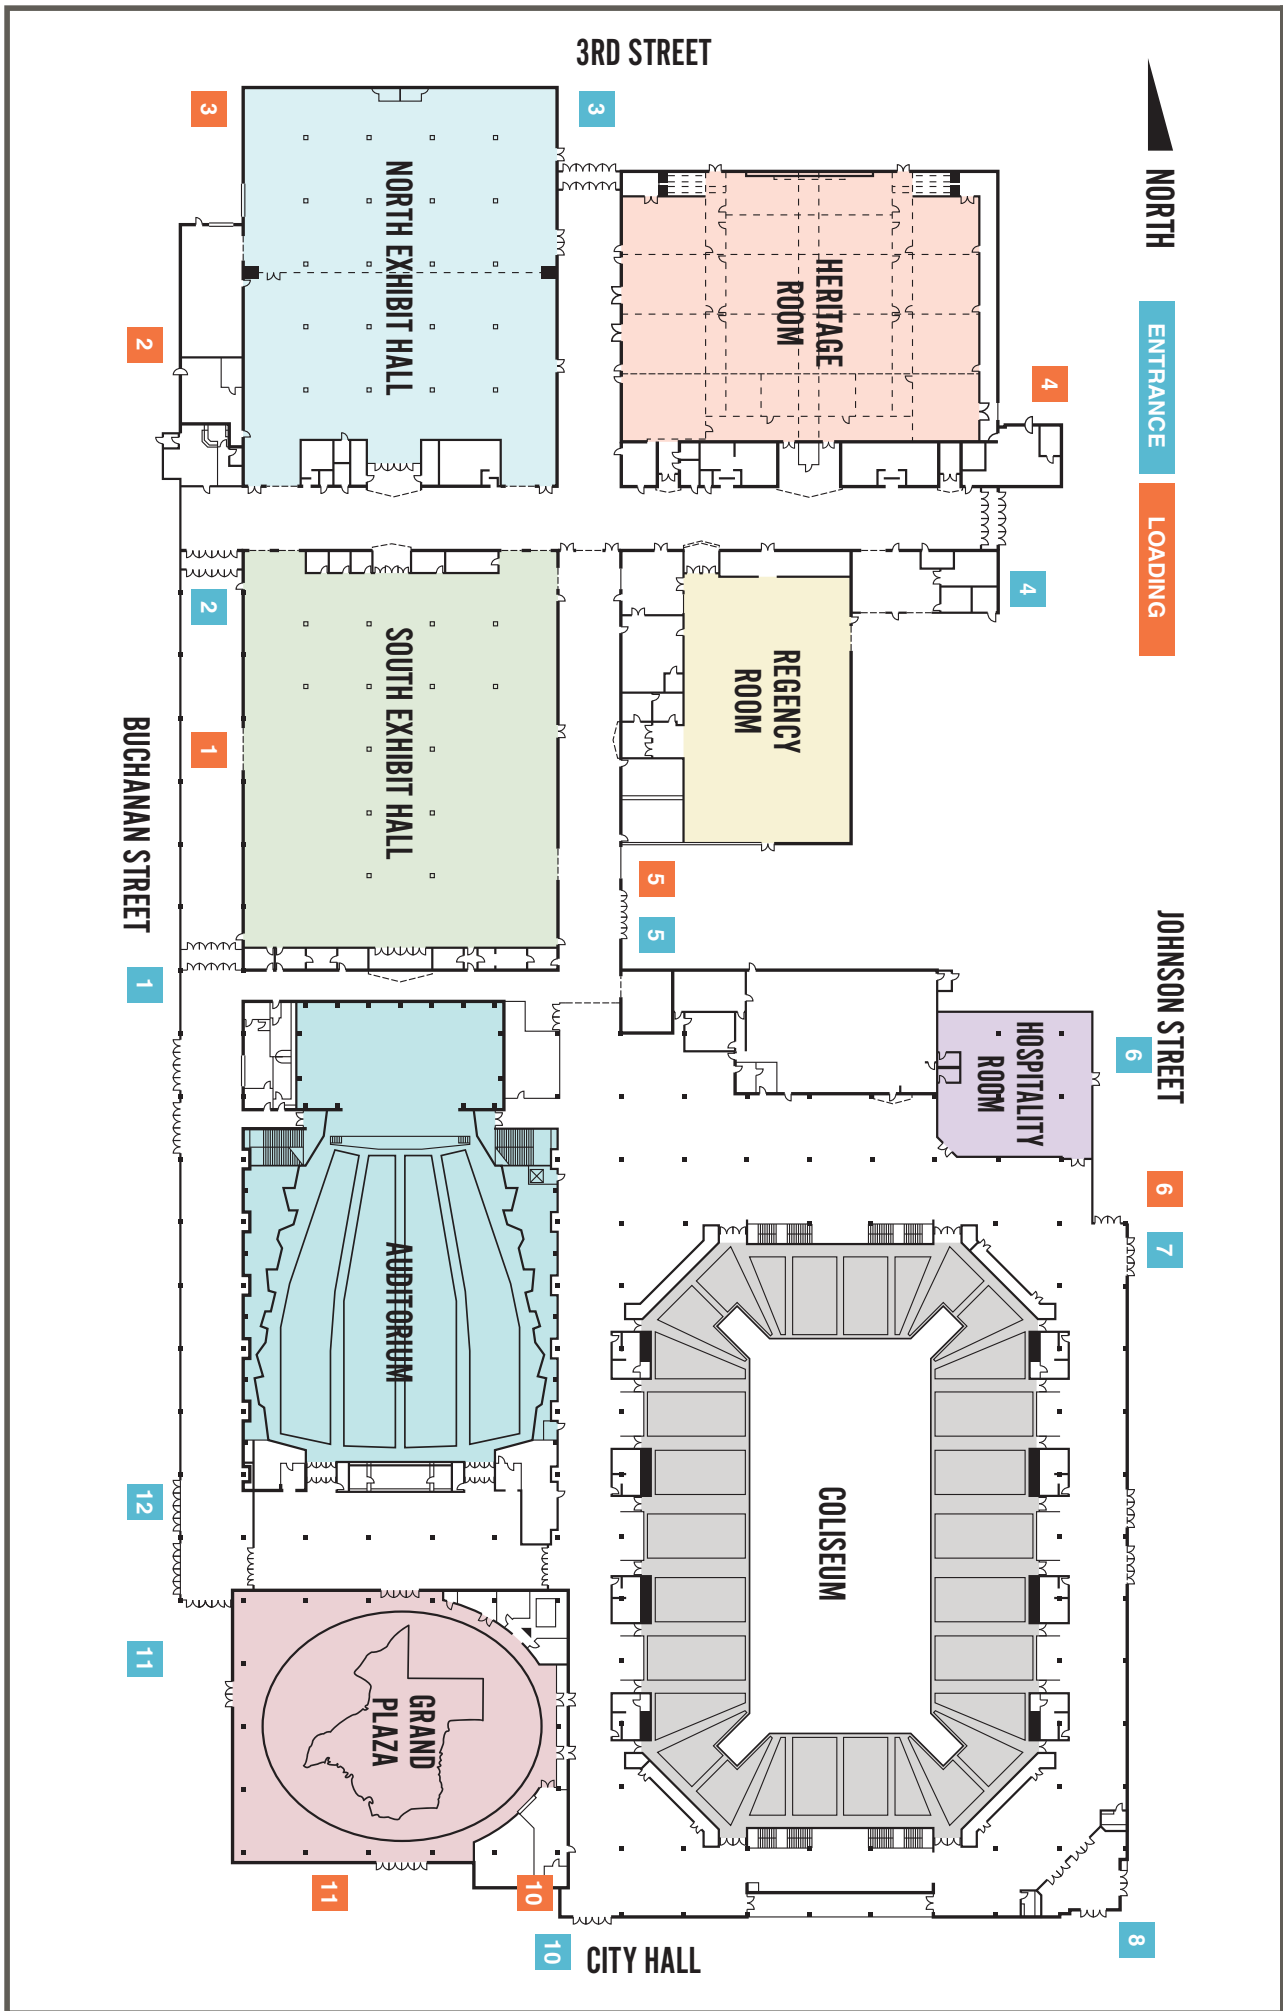 3RD STREET
3
3
NORTH
NORTH EXHIBIT HALL
HERITAGE
ROOM
ENTRANCE
LOADING
2
4
2
4
SOUTH EXHIBIT HALL
REGENCY
ROOM
BUCHANAN STREET
1
5
5
JOHNSON STREET
1
HOSPITALITY
ROOM
6
6
7
AUDITORIUM
COLISEUM
12
11
GRAND
PLAZA
11
10
10
CITY HALL
8